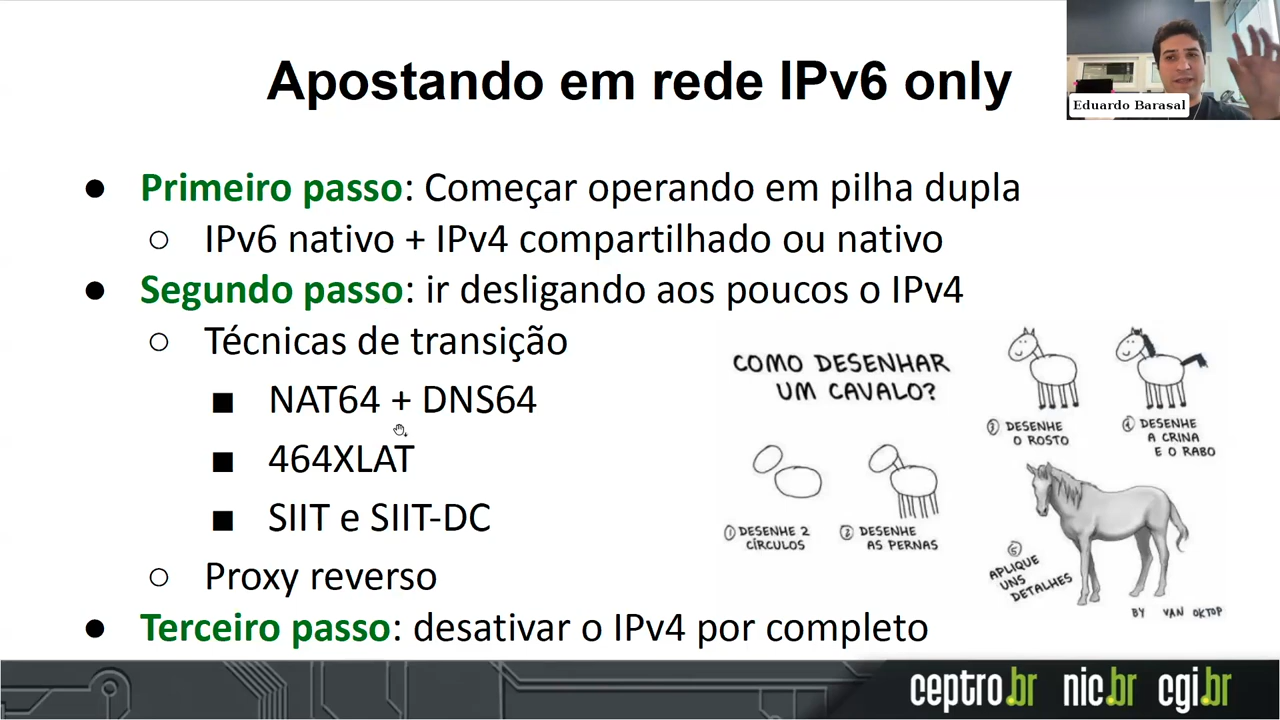 Apostando em rede IPv6 only
Eduardo Barasal
● Primeiro passo: Começar operando em pilha dupla
○ IPv6 nativo + IPv4 compartilhado ou nativo
● Segundo passo: ir desligando aos poucos o IPv4
○ Técnicas de transição
■ NAT64 + DNS64
■ 464XLAT
■ SIIT e SIIT-DC
○ Proxy reverso
● Terceiro passo: desativar o IPv4 por completo
COMO DESENHAR
UM CAVALO?
① DESENHE 2
CÍRCULOS
② DESENHE
AS PERNAS
③ DESENHE
O ROSTO
④ DESENHE
A CRINA
E O RABO
⑤
APLIQUE
UNS
DETALHES
BY VAN OKTOP
ceptro.br nic.br cgi.br